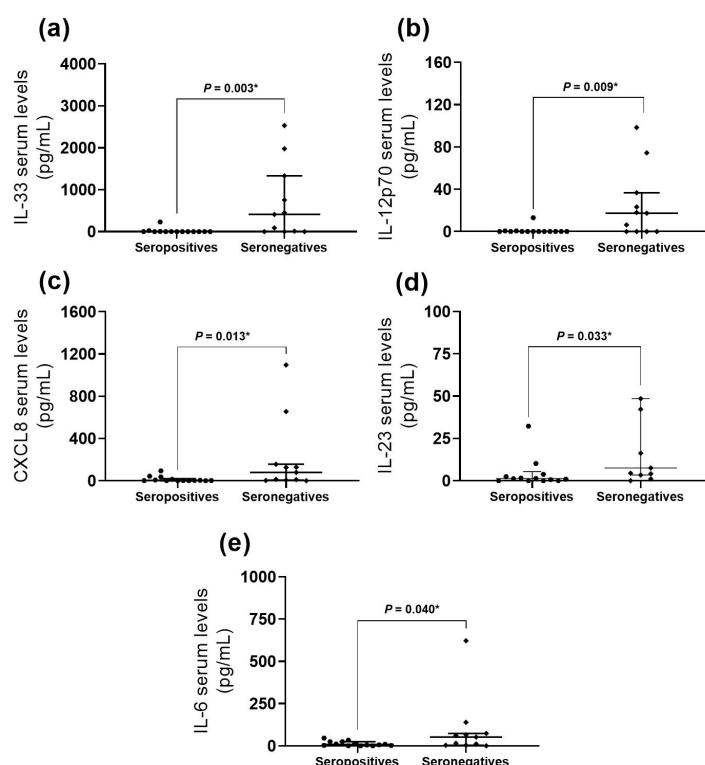 (a)
IL-33 serum levels
(pg/mL)
4000
3000
2000
1000
0
P = 0.003*
Seropositives Seronegatives
(b)
IL-12p70 serum levels
(pg/mL)
160
120
80
40
0
P = 0.009*
Seropositives Seronegatives
(c)
CXCL8 serum levels
(pg/mL)
1600
1200
800
400
0
P = 0.013*
Seropositives Seronegatives
(d)
IL-23 serum levels
(pg/mL)
100
75
50
25
0
P = 0.033*
Seropositives Seronegatives
(e)
IL-6 serum levels
(pg/mL)
1000
750
500
250
0
P = 0.040*
Seropositives Seronegatives